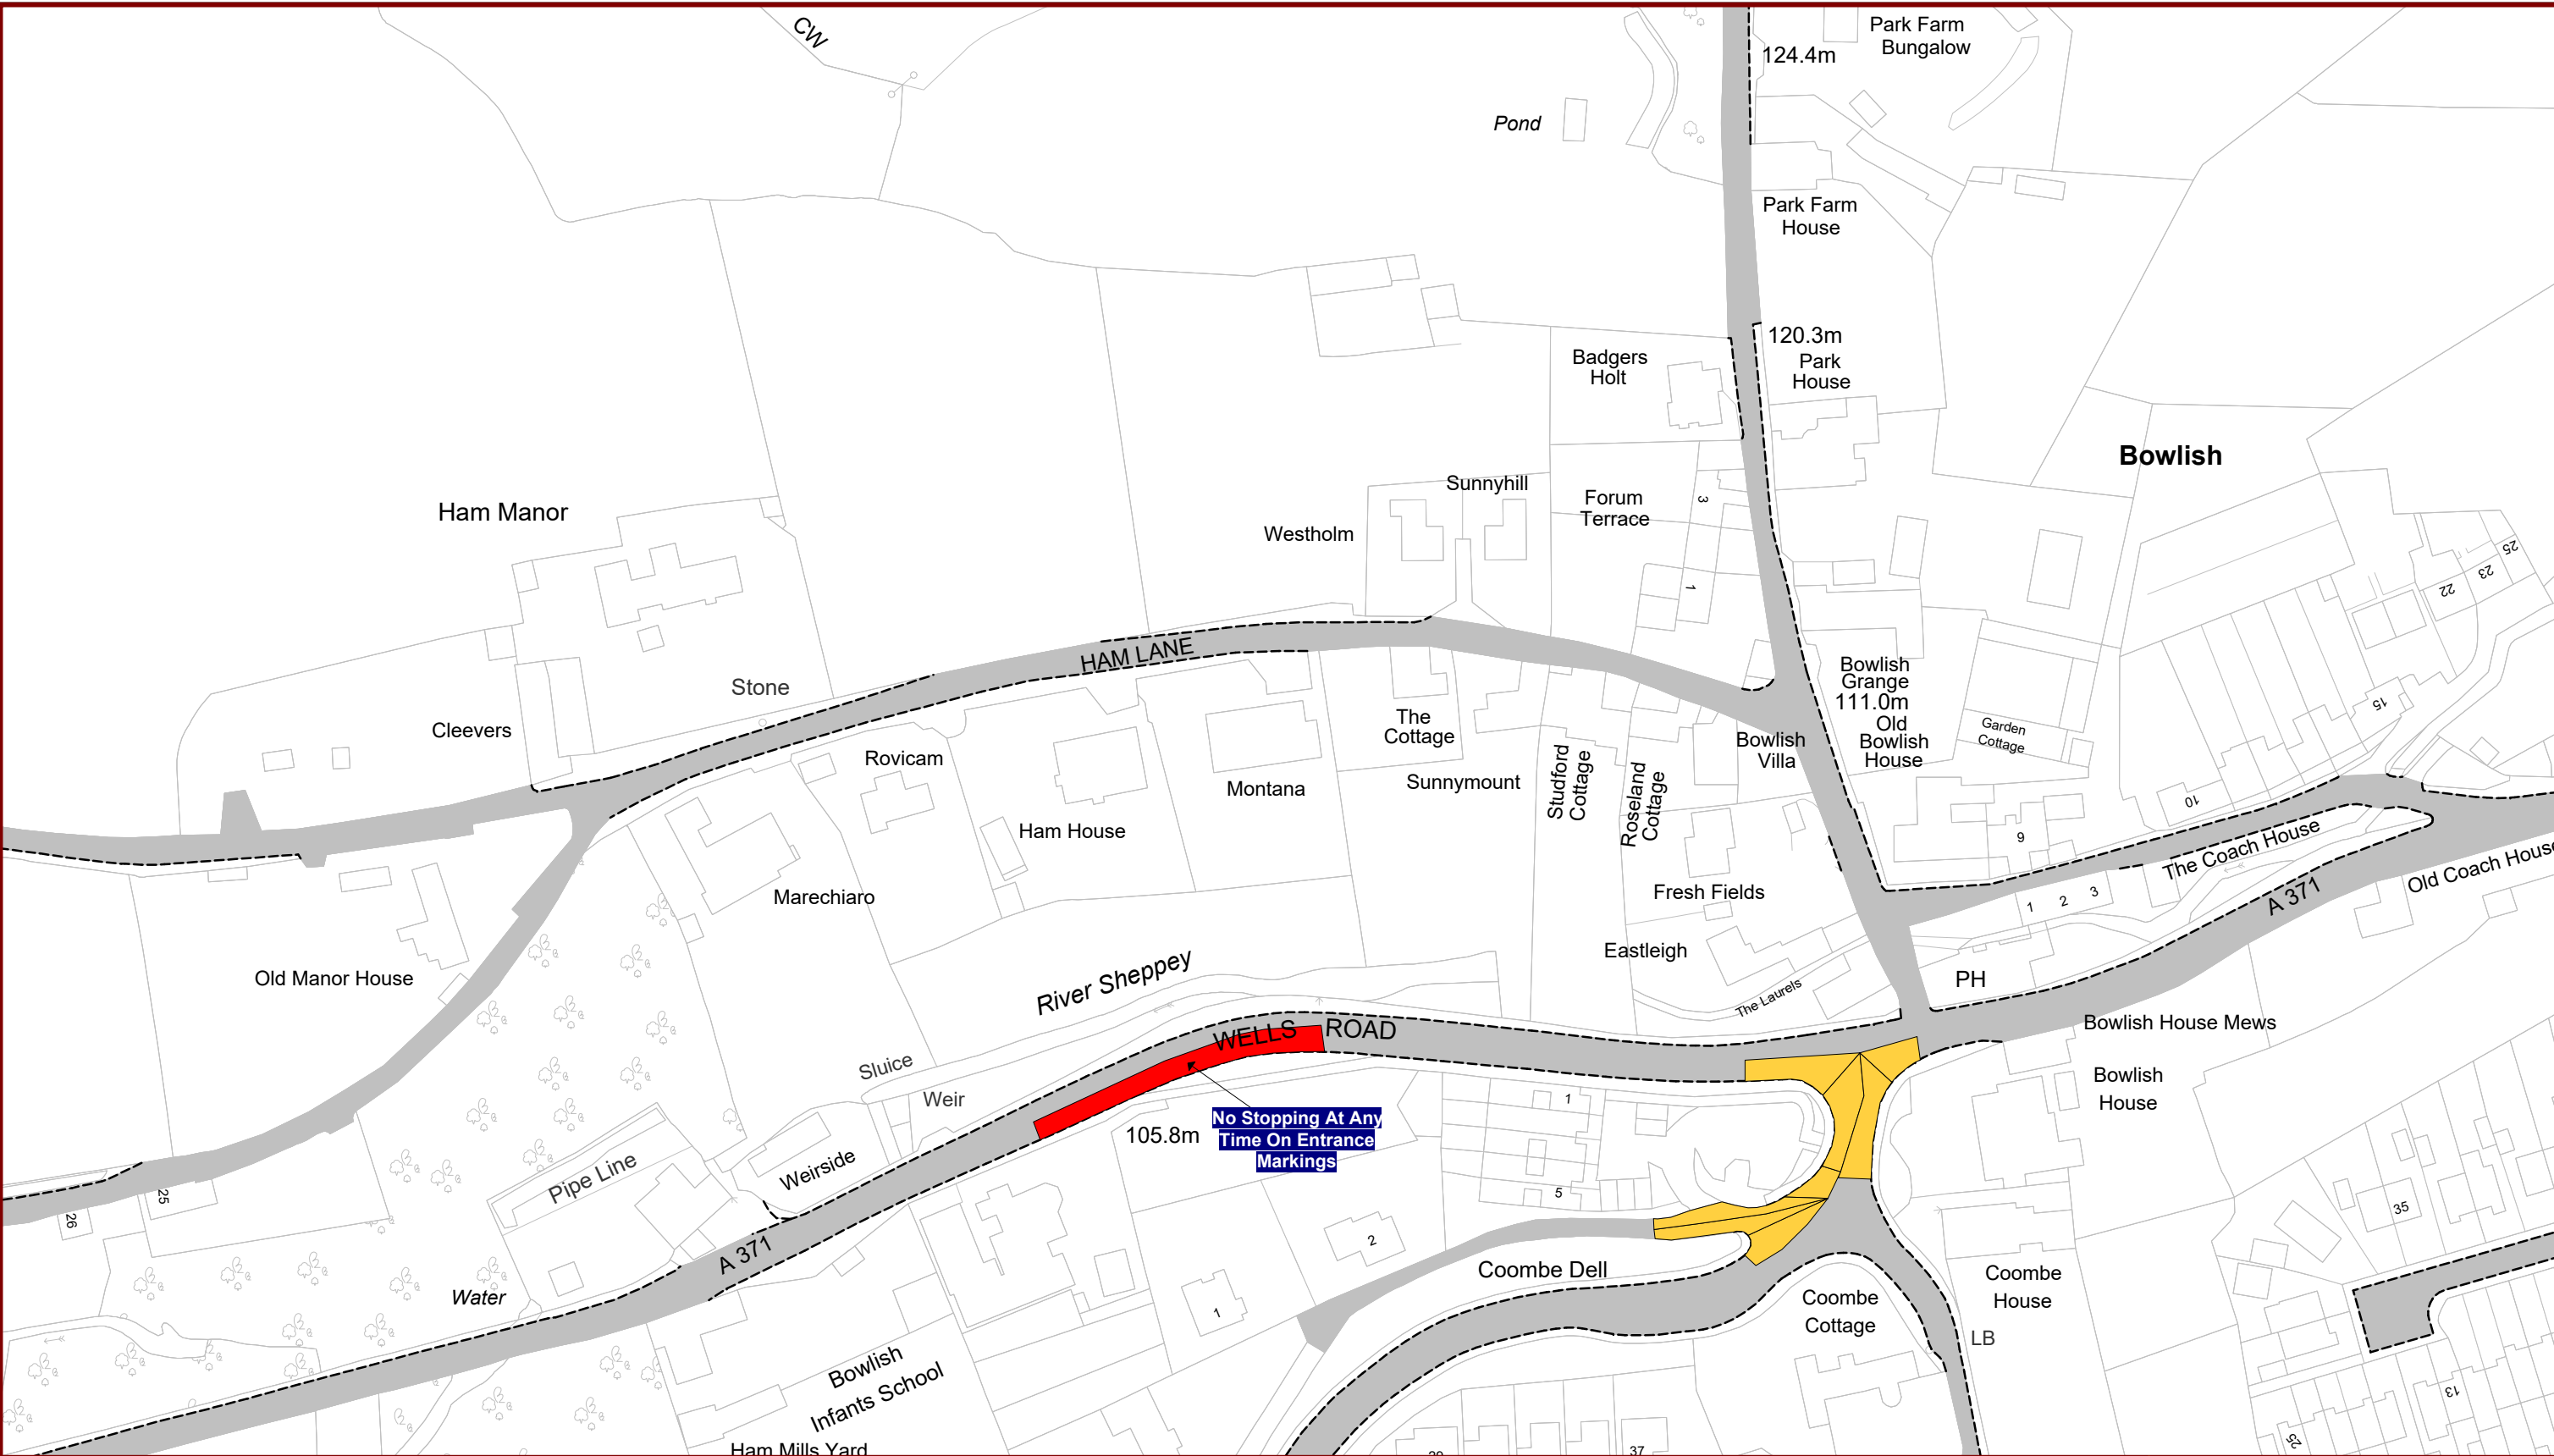 CW
Park Farm
Bungalow
124.4m
Pond
Park Farm
House
120.3m
Park
House
Badgers
Holt
Bowlish
Sunnyhill
Forum
Terrace
3
1
Westholm
Ham Manor
25
23
22
15
10
HAM LANE
Stone
Cleevers
Bowlish
Grange
111.0m
Old
Bowlish
House
Garden
Cottage
The
Cottage
Sunnymount
Studford
Cottage
Roseland
Cottage
Bowlish
Villa
Rovicam
Montana
Ham House
9
The Coach House
Old Coach House
Marechiaro
Fresh Fields
1 2 3
A 371
Eastleigh
Old Manor House
River Sheppey
The Laurels
PH
WELLS ROAD
Bowlish House Mews
Sluice
Weir
Bowlish
House
105.8m
No Stopping At Any
Time On Entrance
Markings
1
5
Pipe Line
Weirside
25
26
35
2
A 371
Coombe Dell
Coombe
House
Water
1
Coombe
Cottage
LB
Bowlish
Infants School
13
25
37
Ham Mills Yard